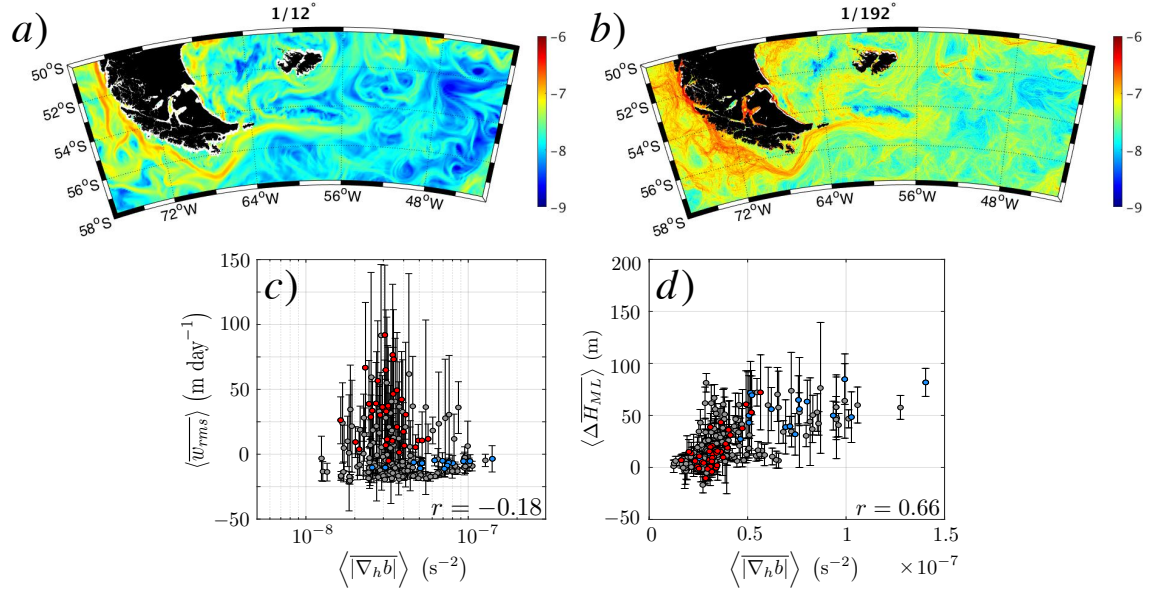 a)
1/12°
50°S
52°S
54°S
56°S
58°S
72°W
64°W
56°W
48°W
-6
-7
-8
-9
b)
1/192°
50°S
52°S
54°S
56°S
58°S
72°W
64°W
56°W
48°W
-6
-7
-8
-9
c)
150
100
50
0
−50
⟨\overline{w_{rms}}⟩ (m day⁻¹)
r = −0.18
10⁻⁸
10⁻⁷
⟨\overline{|∇_h b|}⟩ (s⁻²)
d)
200
150
100
50
0
−50
⟨\overline{ΔH_{ML}}⟩ (m)
r = 0.66
0
0.5
1
1.5
×10⁻⁷
⟨\overline{|∇_h b|}⟩ (s⁻²)